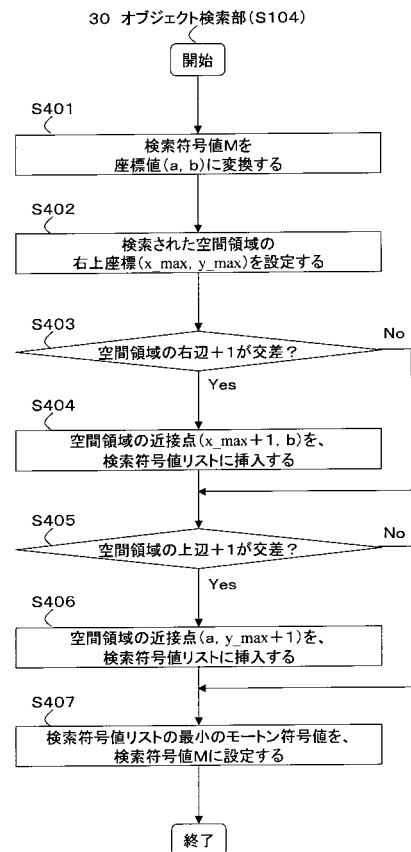 30 オブジェクト検索部(S104)
開始
S401
検索符号値Mを
座標値(a, b)に変換する
S402
検索された空間領域の
右上座標(x_max, y_max)を設定する
S403
空間領域の右辺+1が交差?
No
Yes
S404
空間領域の近接点(x_max+1, b)を、
検索符号値リストに挿入する
S405
空間領域の上辺+1が交差?
No
Yes
S406
空間領域の近接点(a, y_max+1)を、
検索符号値リストに挿入する
S407
検索符号値リストの最小のモートン符号値を、
検索符号値Mに設定する
終了